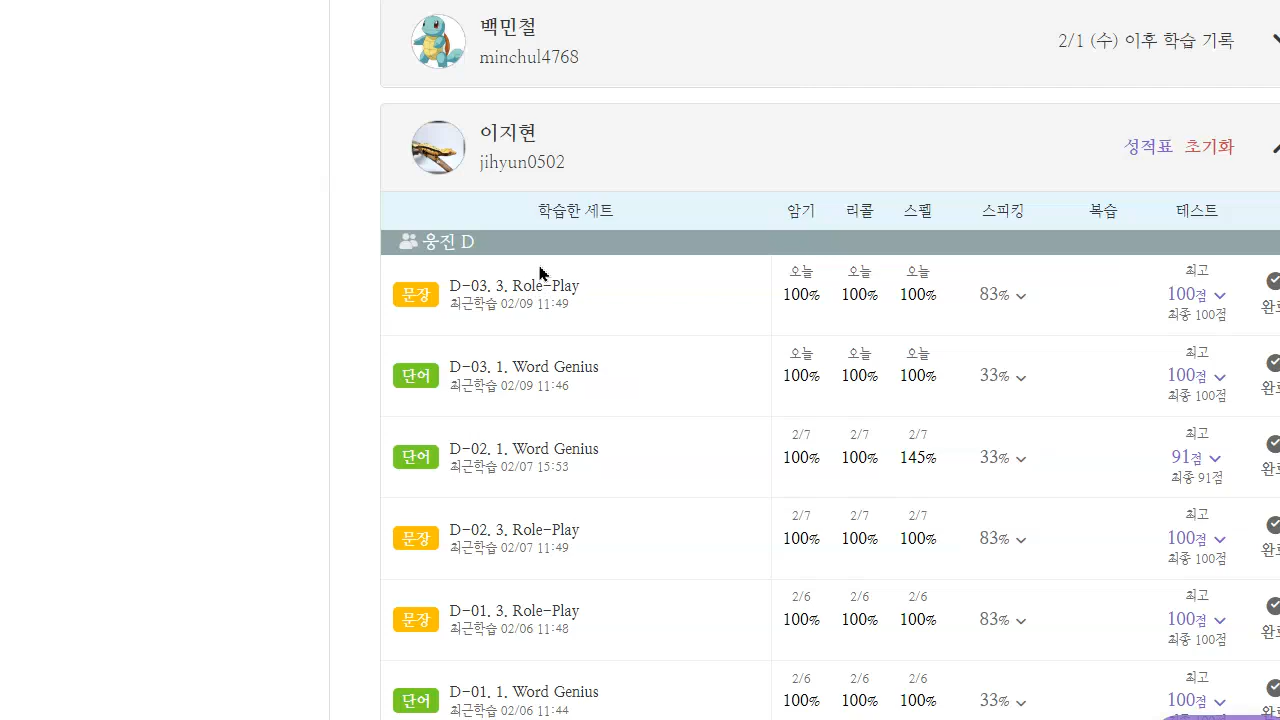 백민철
minchul4768
2/1 (수) 이후 학습 기록
이지현
jihyun0502
성적표 초기화
학습한 세트 암기 리콜 스펠 스피킹 복습 테스트
웅진 D
오늘 오늘 오늘 최고
문장 D-03. 3. Role-Play 100% 100% 100% 83% 100점
최근학습 02/09 11:49 최종 100점
오늘 오늘 오늘 최고
단어 D-03. 1. Word Genius 100% 100% 100% 33% 100점
최근학습 02/09 11:46 최종 100점
2/7 2/7 2/7 최고
단어 D-02. 1. Word Genius 100% 100% 145% 33% 91점
최근학습 02/07 15:53 최종 91점
2/7 2/7 2/7 최고
문장 D-02. 3. Role-Play 100% 100% 100% 83% 100점
최근학습 02/07 11:49 최종 100점
2/6 2/6 2/6 최고
문장 D-01. 3. Role-Play 100% 100% 100% 83% 100점
최근학습 02/06 11:48 최종 100점
2/6 2/6 2/6 최고
단어 D-01. 1. Word Genius 100% 100% 100% 33% 100점
최근학습 02/06 11:44